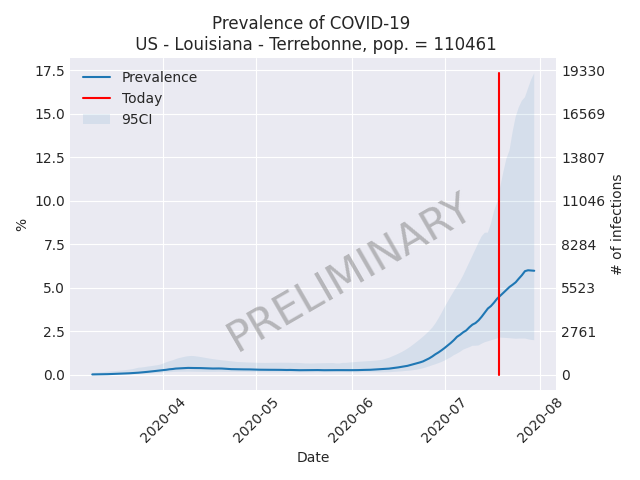 Prevalence of COVID-19
US - Louisiana - Terrebonne, pop. = 110461
Prevalence
Today
95CI
17.5
15.0
12.5
10.0
7.5
5.0
2.5
0.0
%
19330
16569
13807
11046
8284
5523
2761
0
# of infections
PRELIMINARY
2020-04
2020-05
2020-06
2020-07
2020-08
Date